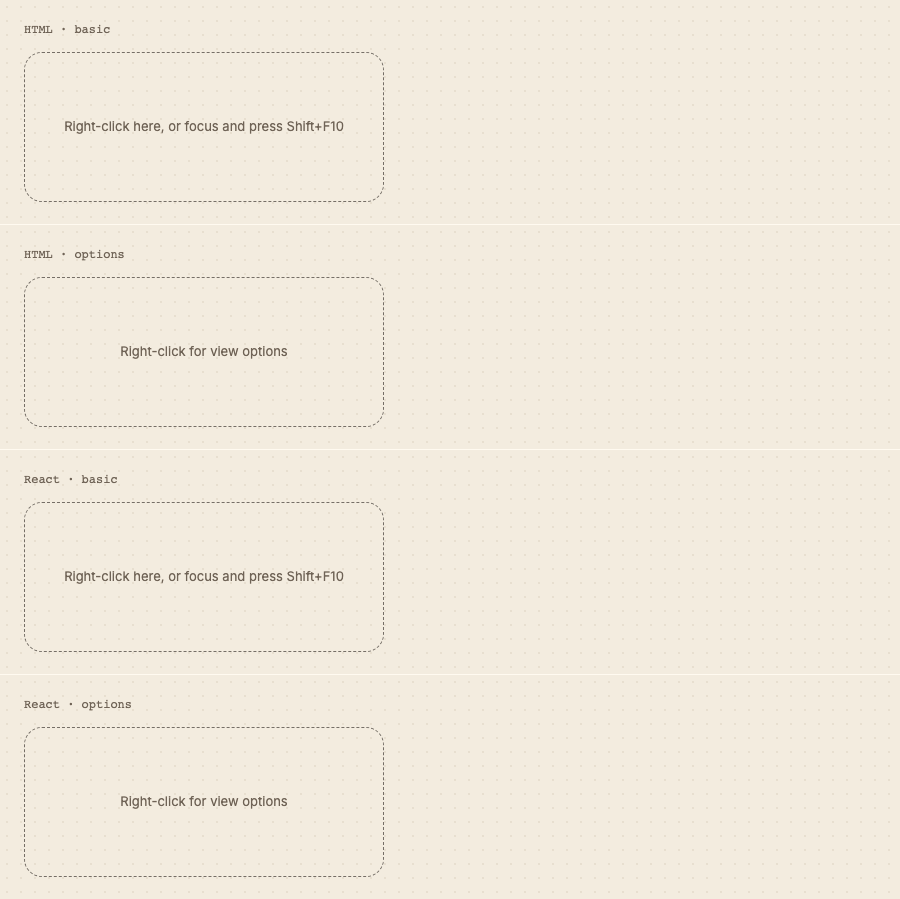 HTML · basic
Right-click here, or focus and press Shift+F10
HTML · options
Right-click for view options
React · basic
Right-click here, or focus and press Shift+F10
React · options
Right-click for view options